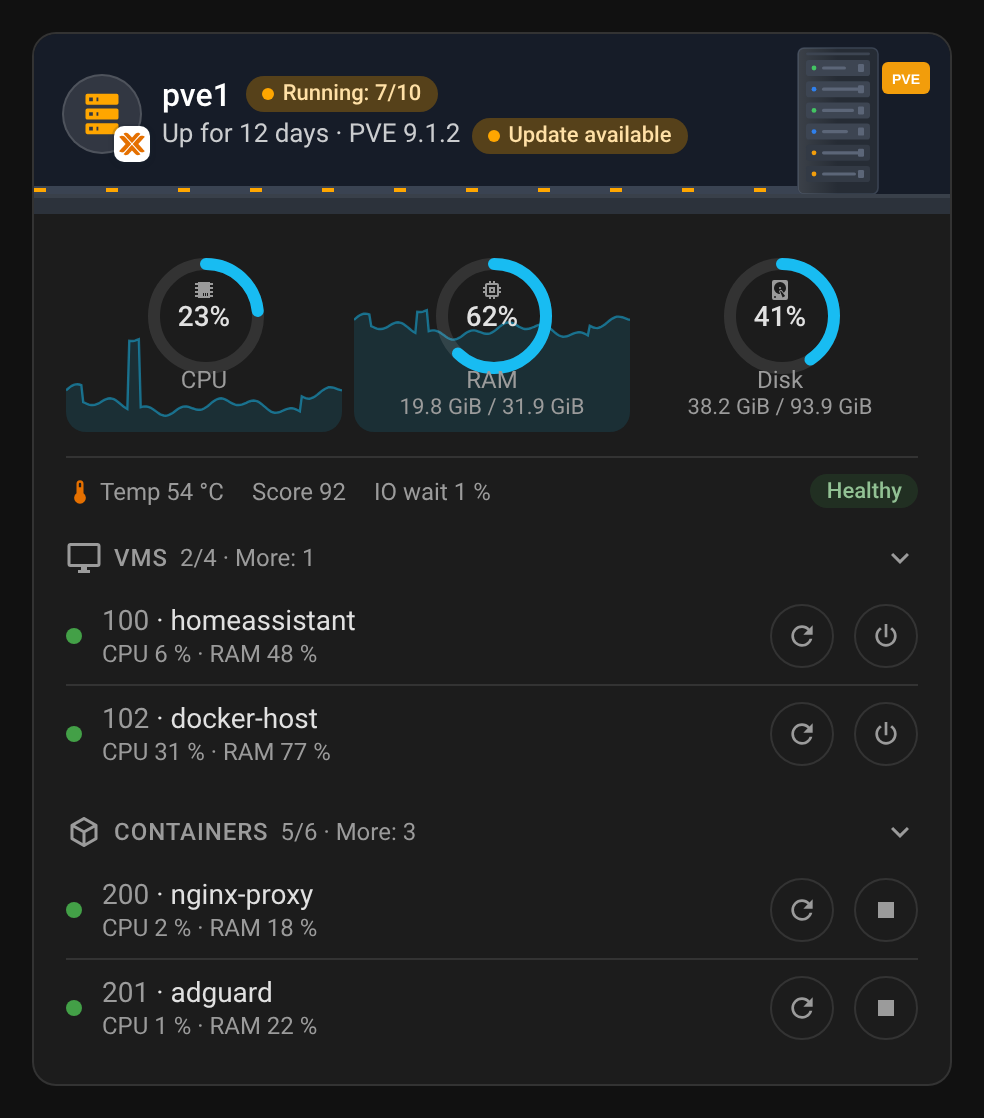 pve1 Running: 7/10
Up for 12 days · PVE 9.1.2 Update available
PVE
23% 62% 41%
CPU RAM Disk
19.8 GiB / 31.9 GiB 38.2 GiB / 93.9 GiB
Temp 54 °C Score 92 IO wait 1 % Healthy
VMS 2/4 · More: 1
100 · homeassistant
CPU 6 % · RAM 48 %
102 · docker-host
CPU 31 % · RAM 77 %
CONTAINERS 5/6 · More: 3
200 · nginx-proxy
CPU 2 % · RAM 18 %
201 · adguard
CPU 1 % · RAM 22 %